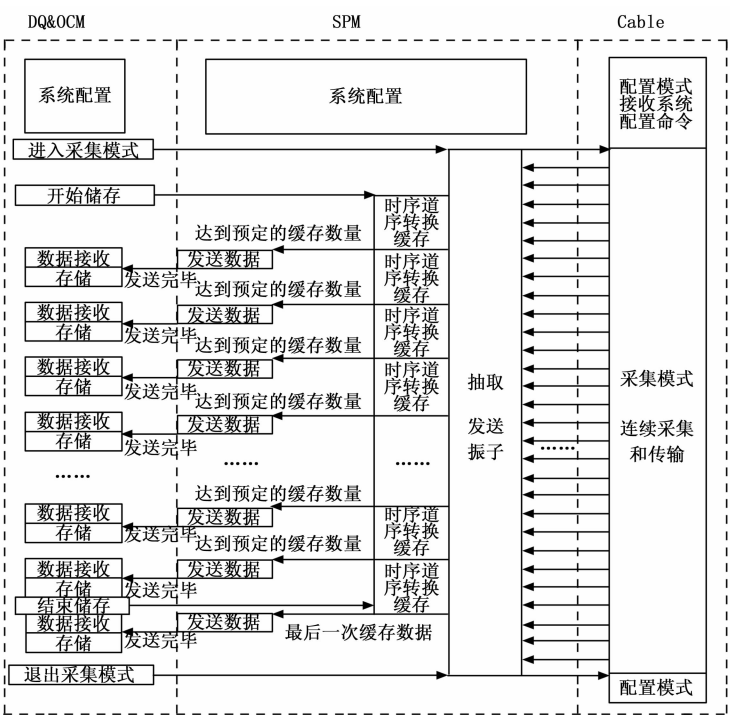 DQ&OCM
SPM
Cable
系统配置
系统配置
配置模式
接收系统
配置命令
进入采集模式
开始储存
时序道
序转换
缓存
达到预定的缓存数量
数据接收
存储
发送完毕
发送数据
时序道
序转换
缓存
达到预定的缓存数量
数据接收
存储
发送完毕
发送数据
时序道
序转换
缓存
达到预定的缓存数量
数据接收
存储
发送完毕
发送数据
时序道
序转换
缓存
达到预定的缓存数量
数据接收
存储
发送完毕
发送数据
抽取
发送
振子
采集模式
连续采集
和传输
……
……
……
……
达到预定的缓存数量
数据接收
存储
发送完毕
发送数据
时序道
序转换
缓存
达到预定的缓存数量
数据接收
存储
发送完毕
发送数据
时序道
序转换
缓存
结束储存
数据接收
存储
发送完毕
发送数据
最后一次缓存数据
退出采集模式
配置模式